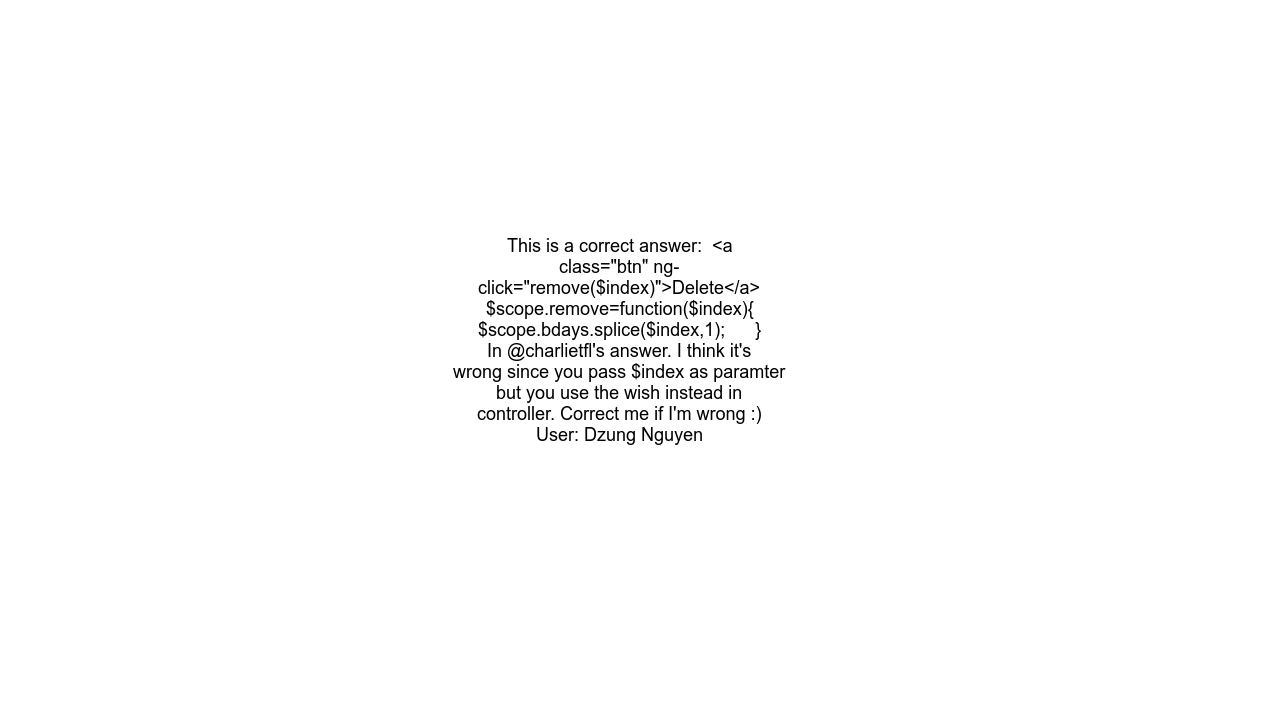 This is a correct answer:  <a
class="btn" ng-
click="remove($index)">Delete</a>
$scope.remove=function($index){
$scope.bdays.splice($index,1);      }
In @charlietfl's answer. I think it's
wrong since you pass $index as paramter
but you use the wish instead in
controller. Correct me if I'm wrong :)
User: Dzung Nguyen